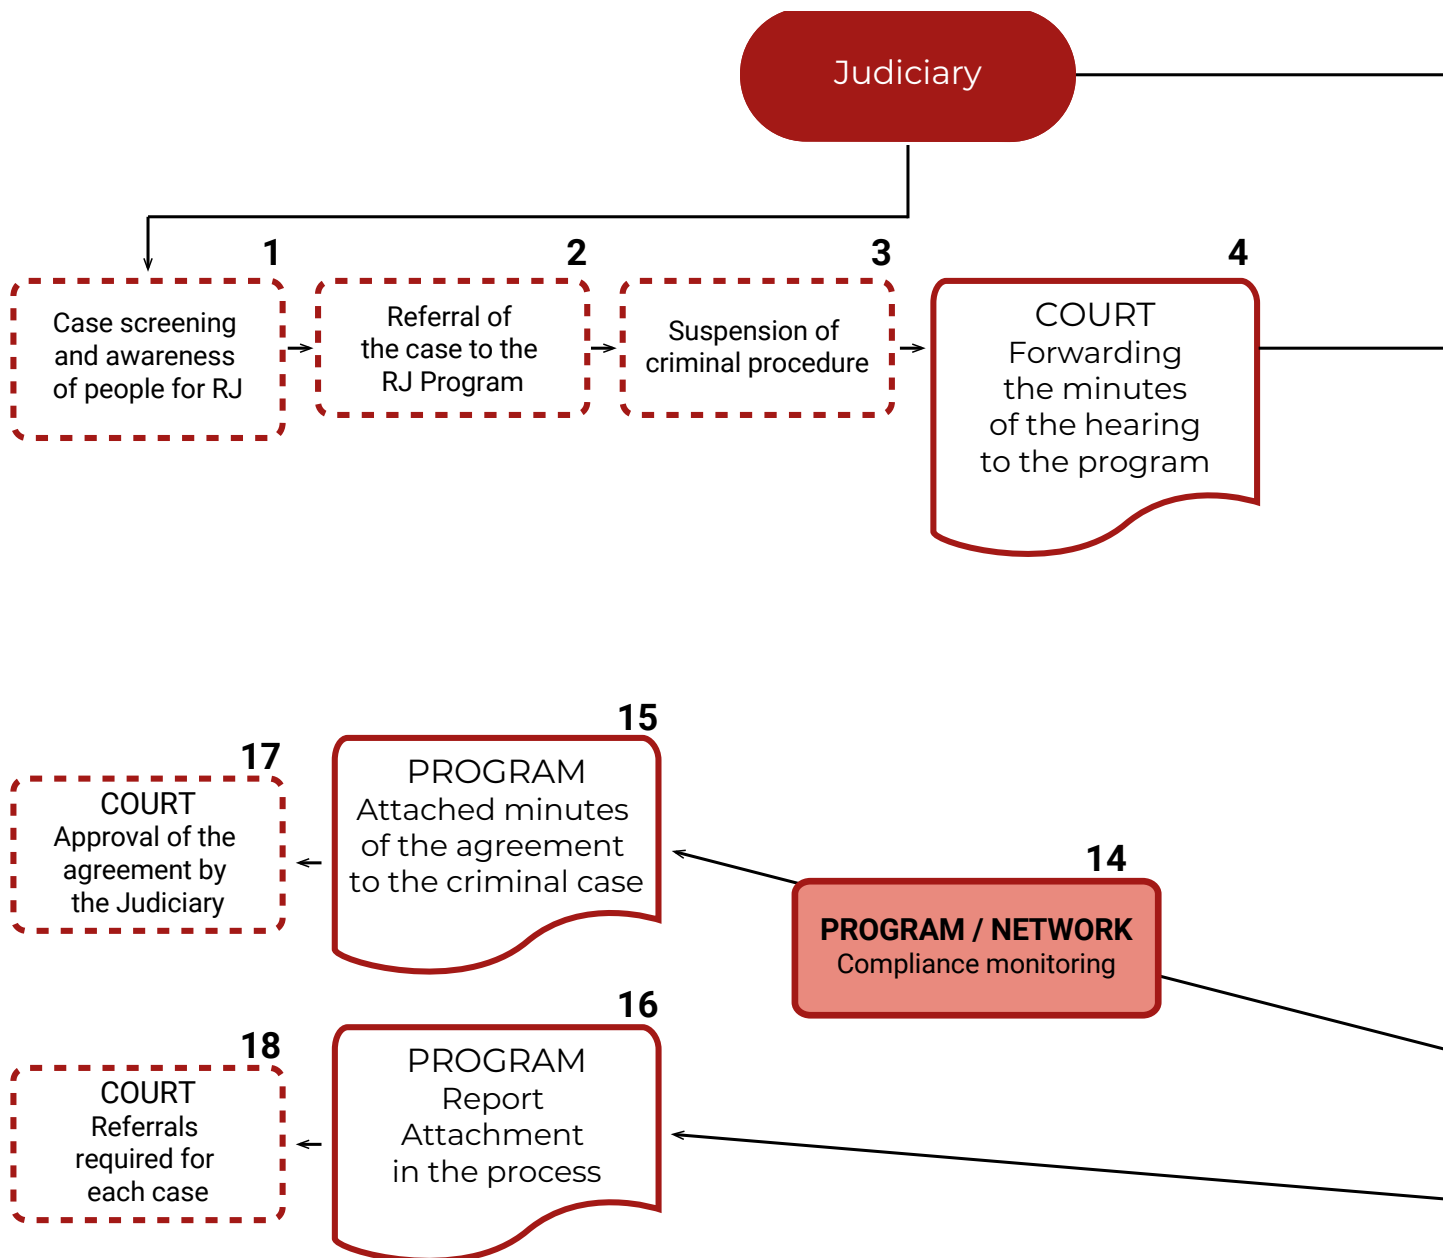 Judiciary
1
Case screening
and awareness
of people for RJ
2
Referral of
the case to the
RJ Program
3
Suspension of
criminal procedure
4
COURT
Forwarding
the minutes
of the hearing
to the program
14
PROGRAM / NETWORK
Compliance monitoring
15
PROGRAM
Attached minutes
of the agreement
to the criminal case
17
COURT
Approval of the
agreement by
the Judiciary
16
PROGRAM
Report
Attachment
in the process
18
COURT
Referrals
required for
each case